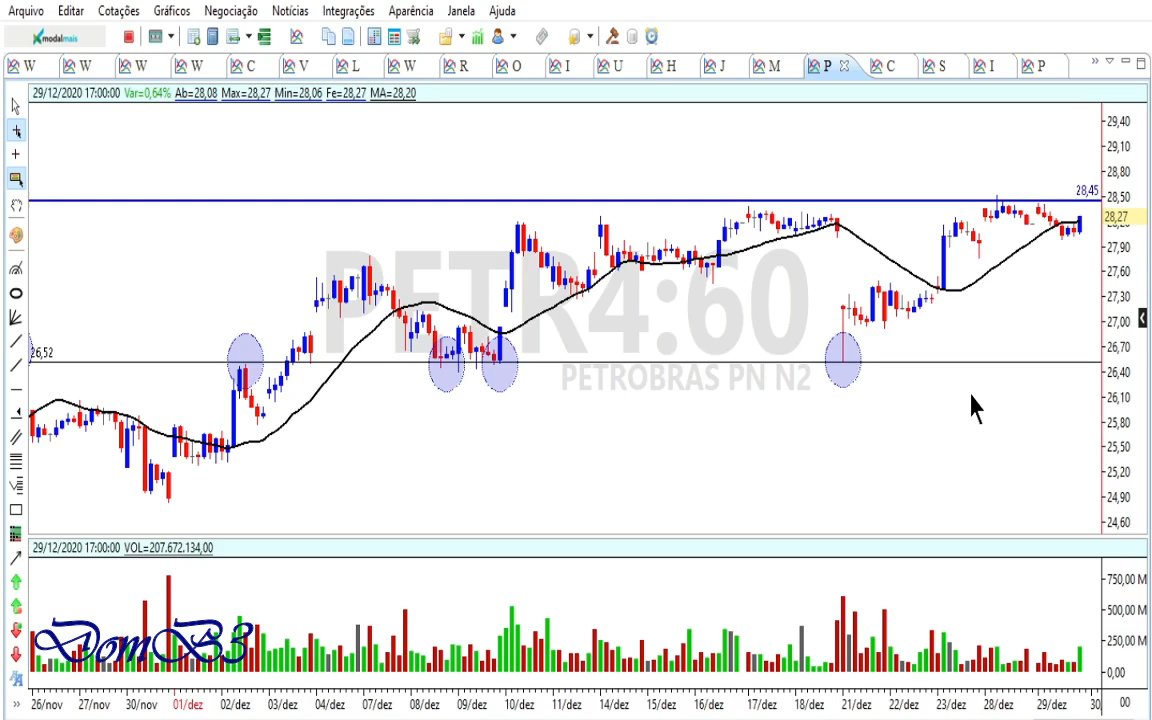 Arquivo Editar Cotações Gráficos Negociação Notícias Integrações Aparência Janela Ajuda
modalmais
W W W W C V L W R O I U H J M P C S I P
29/12/2020 17:00:00 Var=0,64% Ab=28,08 Max=28,27 Min=28,06 Fe=28,27 MA=28,20
29,40
29,10
28,80
28,45
28,50
28,27
27,90
27,60
27,30
27,00
26,52
26,70
26,40
26,10
25,80
25,50
25,20
24,90
24,60
PETR4:60
PETROBRAS PN N2
29/12/2020 17:00:00 VOL=207.672.134,00
750,00 M
500,00 M
250,00 M
0,00
DomB3
26/nov 27/nov 30/nov 01/dez 02/dez 03/dez 04/dez 07/dez 08/dez 09/dez 10/dez 11/dez 14/dez 15/dez 16/dez 17/dez 18/dez 21/dez 22/dez 23/dez 28/dez 29/dez 30
00